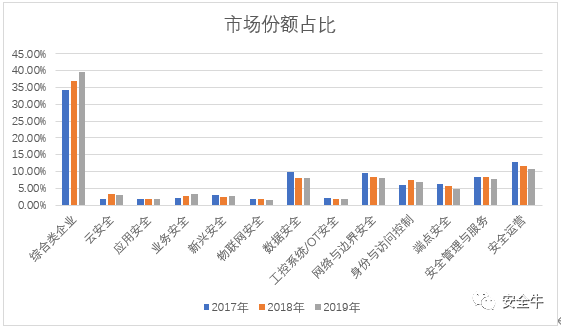 市场份额占比
45.00%
40.00%
35.00%
30.00%
25.00%
20.00%
15.00%
10.00%
5.00%
0.00%
综合类企业
云安全
应用安全
业务安全
新兴安全
物联网安全
数据安全
工控系统/OT安全
网络与边界安全
身份与访问控制
端点安全
安全管理与服务
安全运营
2017年 2018年 2019年
安全牛